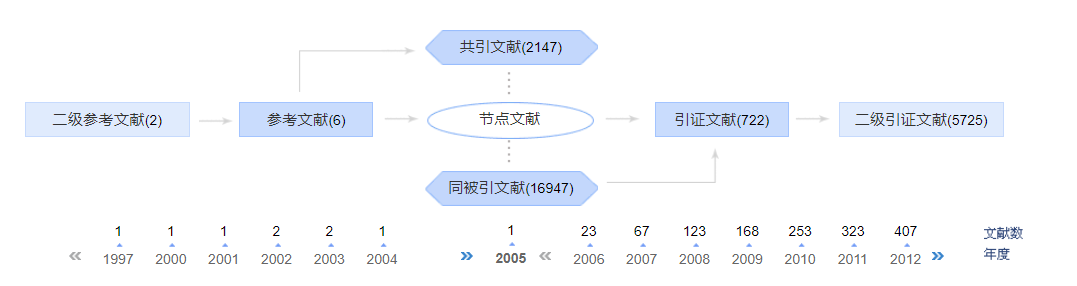 共引文献(2147)
二级参考文献(2)
参考文献(6)
节点文献
引证文献(722)
二级引证文献(5725)
同被引文献(16947)
1 1 1 2 2 1 1 23 67 123 168 253 323 407 文献数
« 1997 2000 2001 2002 2003 2004 » 2005 « 2006 2007 2008 2009 2010 2011 2012 » 年度